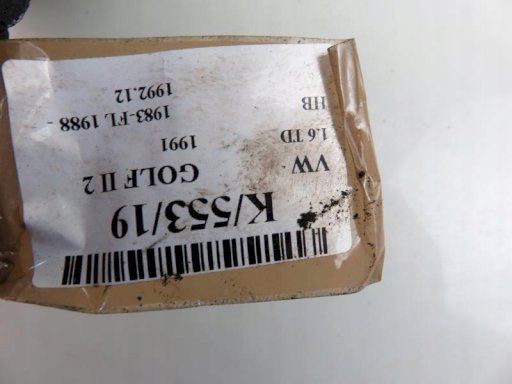 K/553/19
VW GOLF II 2
1.6 TD 1991
HB 1983-FL 1988 -
1992.12